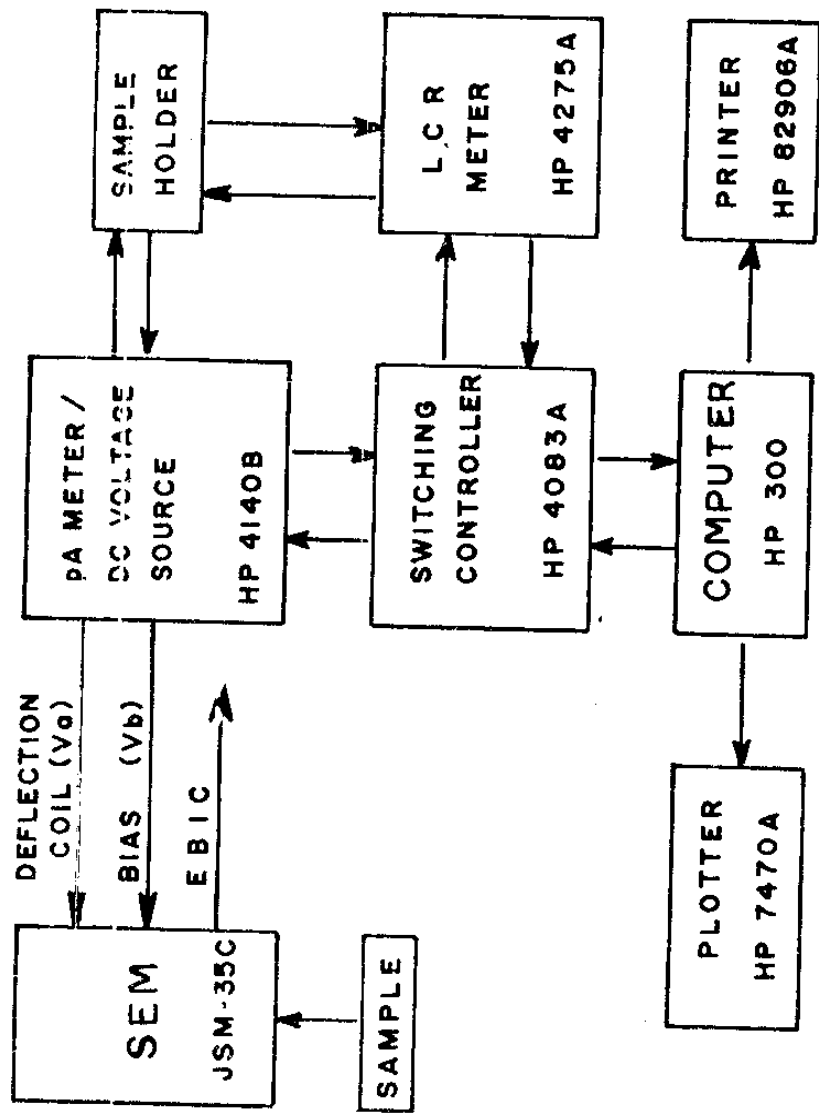 SEM
JSM-35C
DEFLECTION
COIL (Va)
BIAS (Vb)
EBIC
pA METER/
DC VOLTAGE
SOURCE
HP 4140B
SAMPLE
HOLDER
SAMPLE
SWITCHING
CONTROLLER
HP 4083A
L,C R
METER
HP 4275A
PLOTTER
HP 7470A
COMPUTER
HP 300
PRINTER
HP 82906A